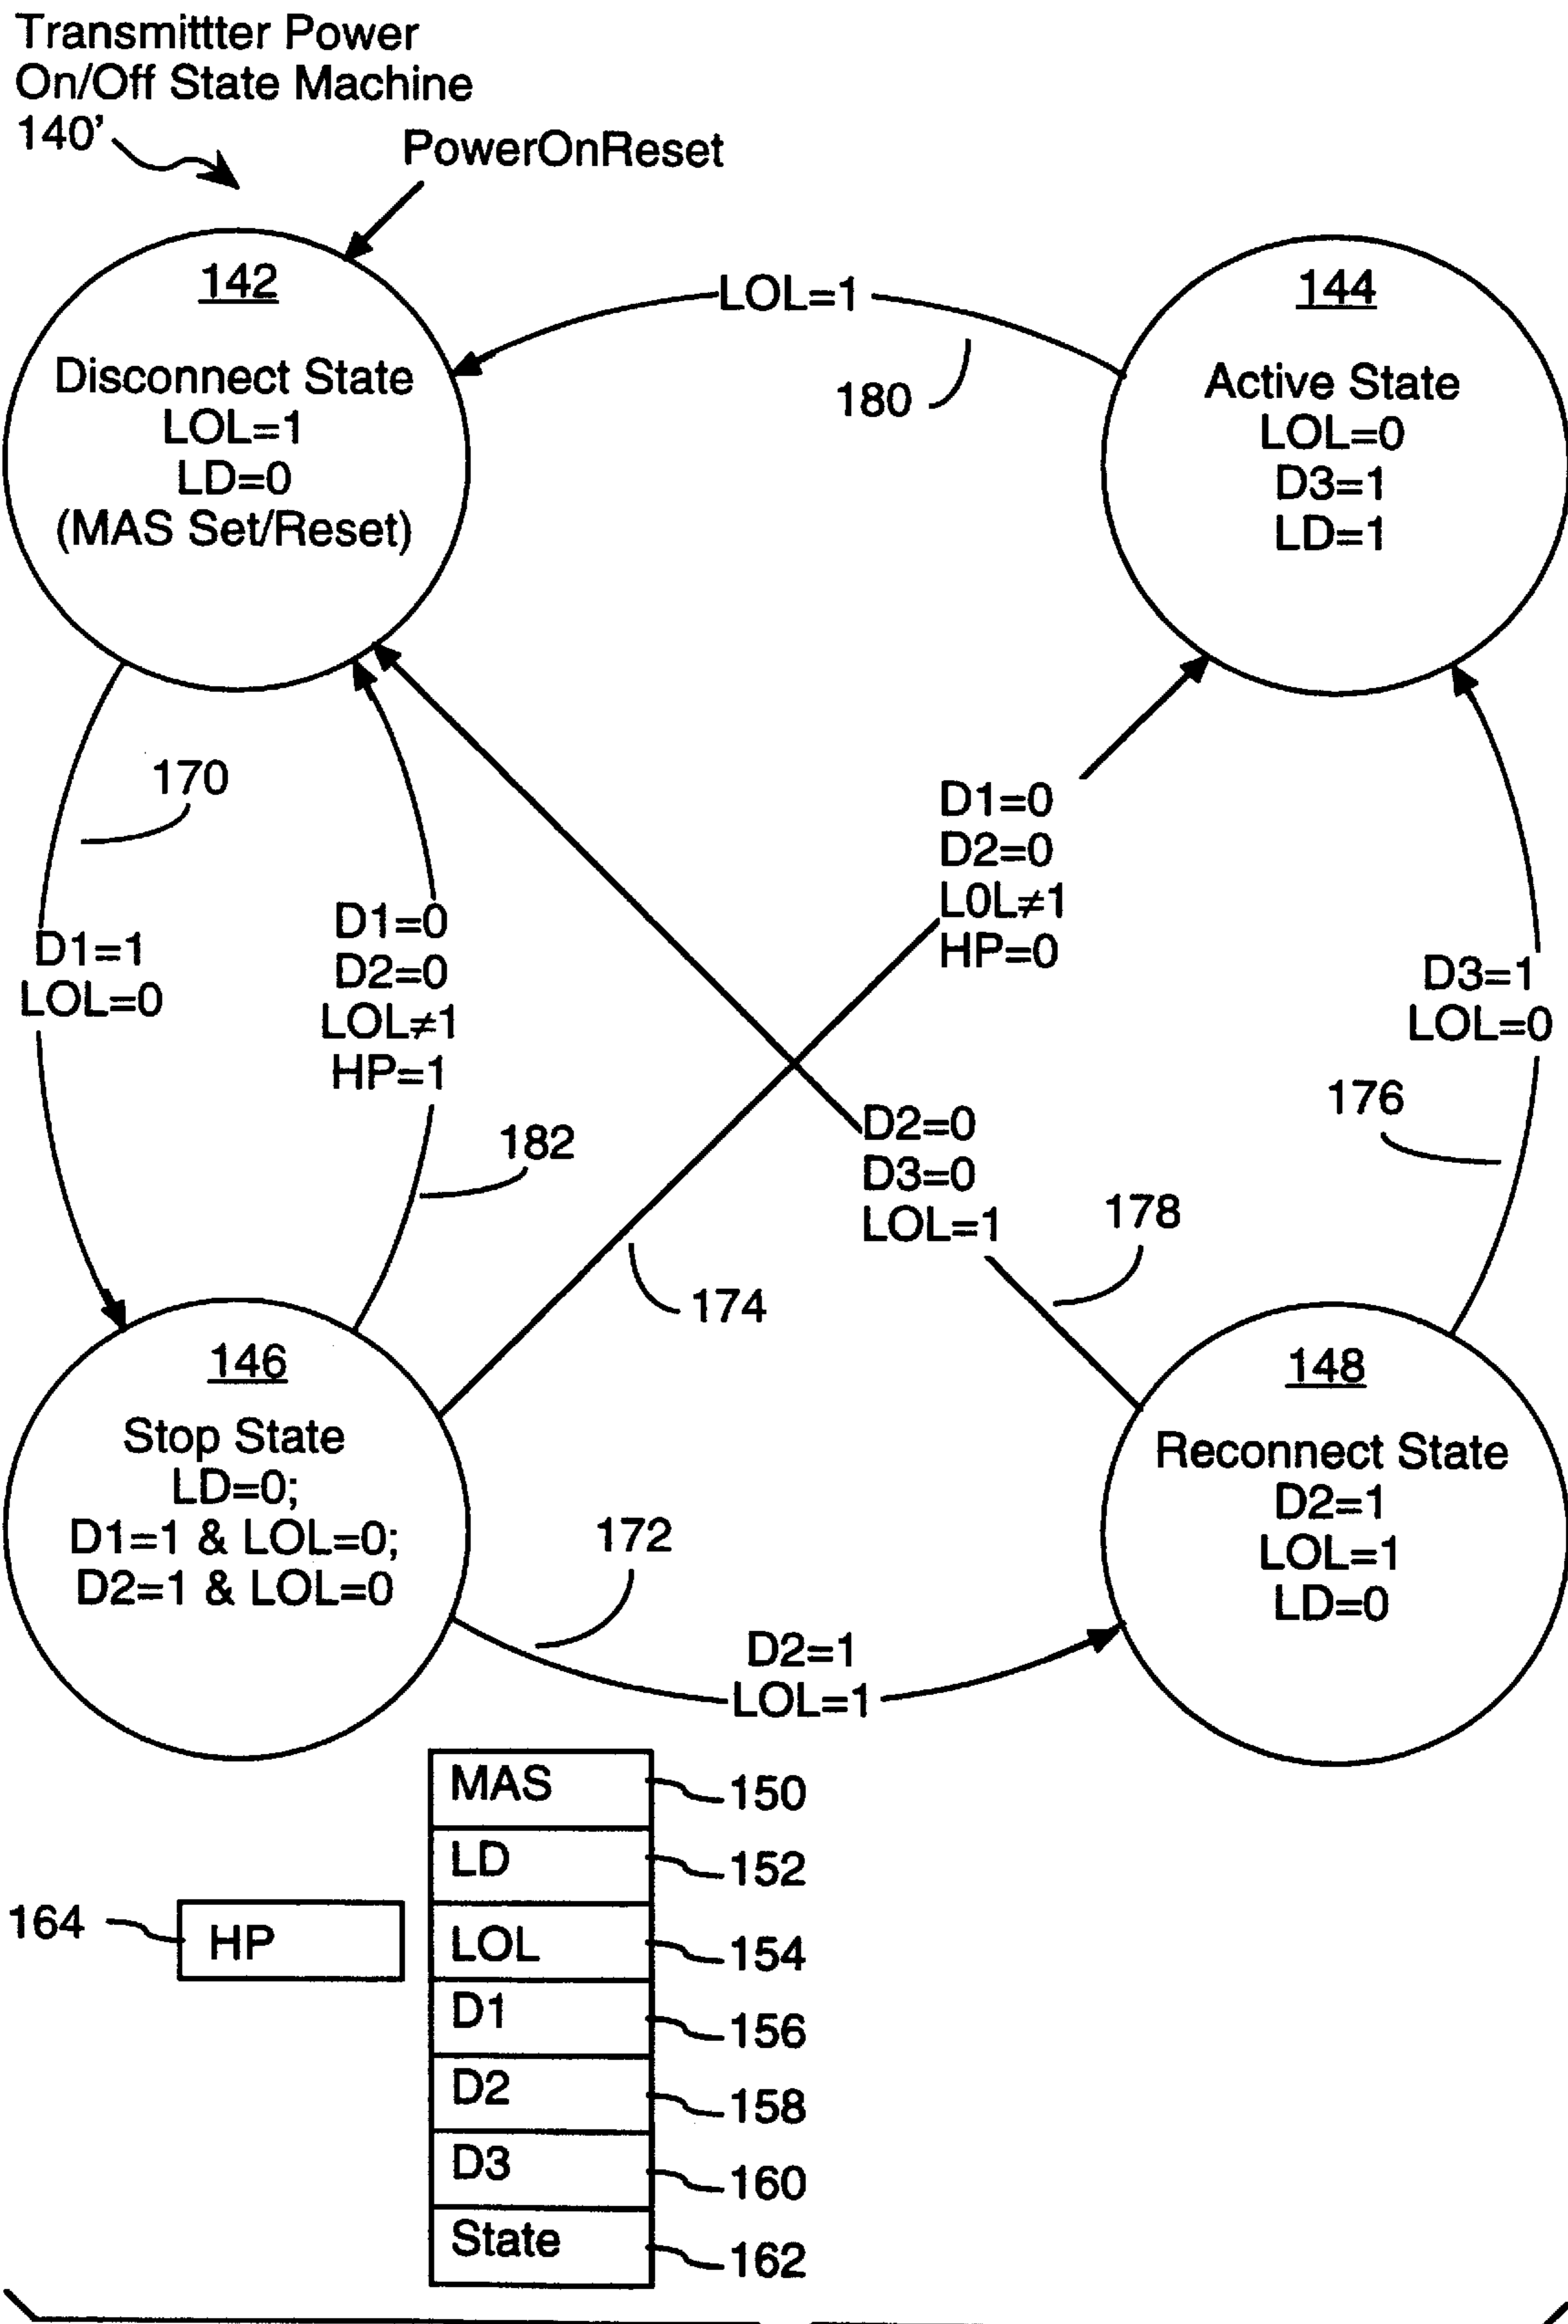 Transmittter Power
On/Off State Machine
140'
PowerOnReset
142
Disconnect State
LOL=1
LD=0
(MAS Set/Reset)
LOL=1
180
144
Active State
LOL=0
D3=1
LD=1
170
D1=1
LOL=0
D1=0
D2=0
LOL≠1
HP=1
182
D1=0
D2=0
L0L≠1
HP=0
174
D2=0
D3=0
LOL=1
178
D3=1
LOL=0
176
146
Stop State
LD=0;
D1=1 & LOL=0;
D2=1 & LOL=0
172
D2=1
LOL=1
148
Reconnect State
D2=1
LOL=1
LD=0
MAS
150
LD
152
164
HP
LOL
154
D1
156
D2
158
D3
160
State
162